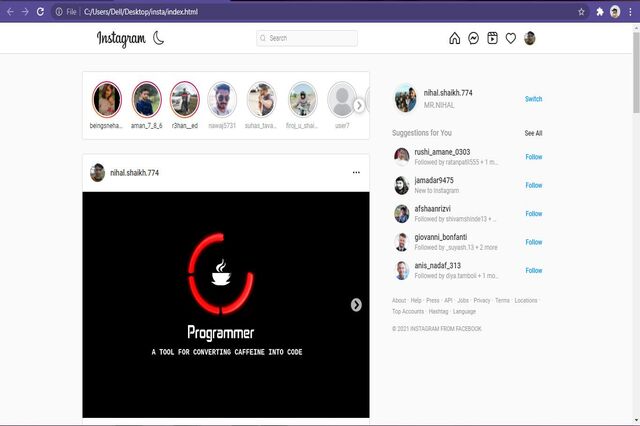 File
C:/Users/Dell/Desktop/insta/index.html
Instagram
Search
beingsneha...
aman_7_8_6
r3han__ed
nawaj5731
suhas_tava...
firoj_u_shai...
user7
nihal.shaikh.774
MR.NIHAL
Switch
Suggestions for You
See All
rushi_amane_0303
Followed by ratanpatil555 + 1 m...
Follow
jamadar9475
New to Instagram
Follow
afshaanrizvi
Followed by shivamshinde13 + ...
Follow
giovanni_bonfanti
Followed by _suyash.13 + 2 more
Follow
anis_nadaf_313
Followed by diya.tamboli + 1 mo...
Follow
About · Help · Press · API · Jobs · Privacy · Terms · Locations ·
Top Accounts · Hashtag · Language
© 2021 INSTAGRAM FROM FACEBOOK
nihal.shaikh.774
Programmer
A TOOL FOR CONVERTING CAFFEINE INTO CODE